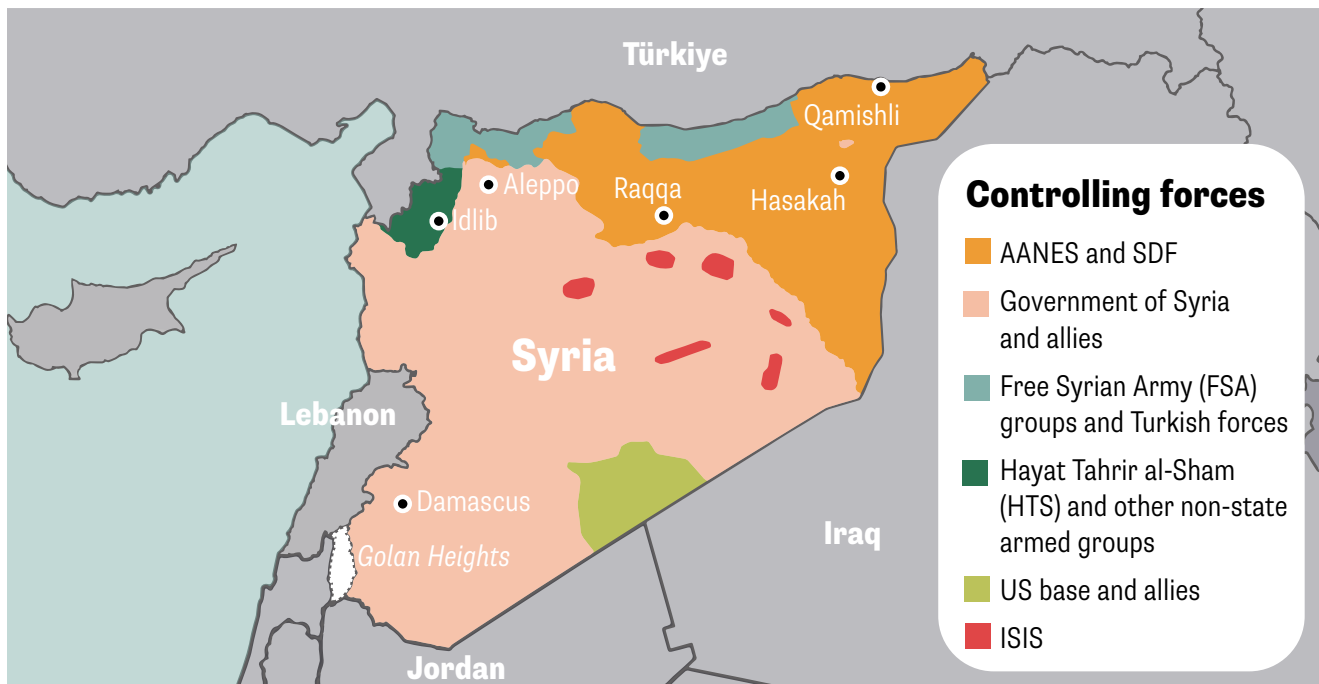 Türkiye
Qamishli
Aleppo
Raqqa
Hasakah
Idlib
Syria
Lebanon
Damascus
Golan Heights
Iraq
Jordan
Controlling forces
AANES and SDF
Government of Syria
and allies
Free Syrian Army (FSA)
groups and Turkish forces
Hayat Tahrir al-Sham
(HTS) and other non-state
armed groups
US base and allies
ISIS